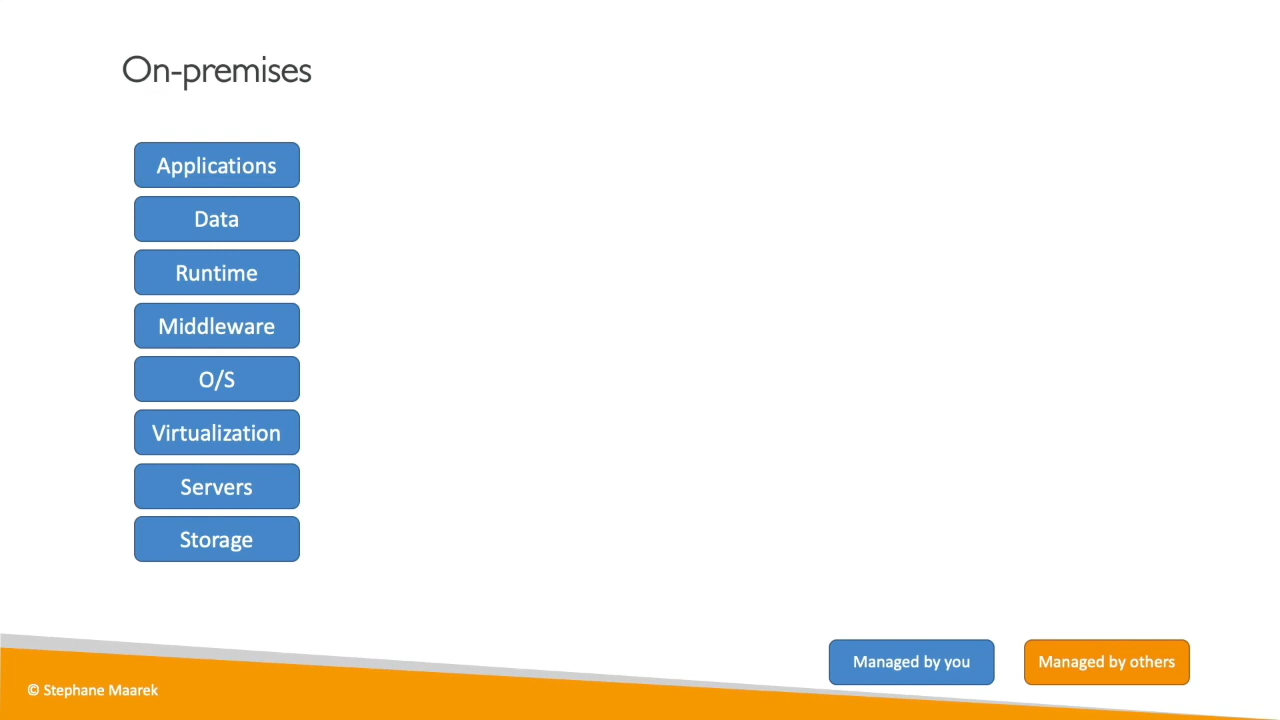 On-premises
Applications
Data
Runtime
Middleware
O/S
Virtualization
Servers
Storage
Managed by you
Managed by others
© Stephane Maarek